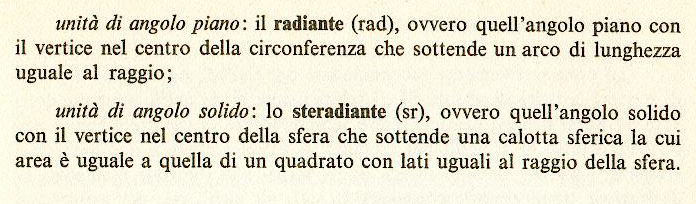 unità di angolo piano: il radiante (rad), ovvero quell'angolo piano con
il vertice nel centro della circonferenza che sottende un arco di lunghezza
uguale al raggio;
unità di angolo solido: lo steradiante (sr), ovvero quell'angolo solido
con il vertice nel centro della sfera che sottende una calotta sferica la cui
area è uguale a quella di un quadrato con lati uguali al raggio della sfera.